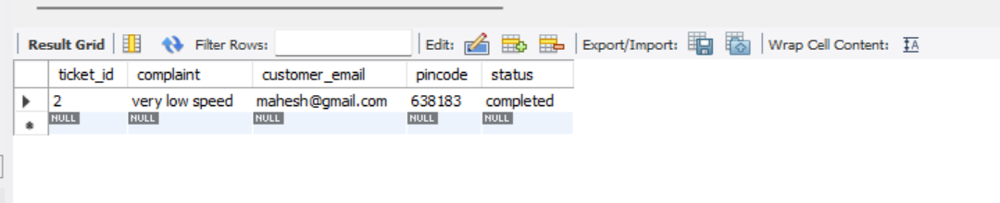 Result Grid Filter Rows: Edit: Export/Import: Wrap Cell Content: IA
ticket_id complaint customer_email pincode status
2 very low speed mahesh@gmail.com 638183 completed
NULL NULL NULL NULL NULL